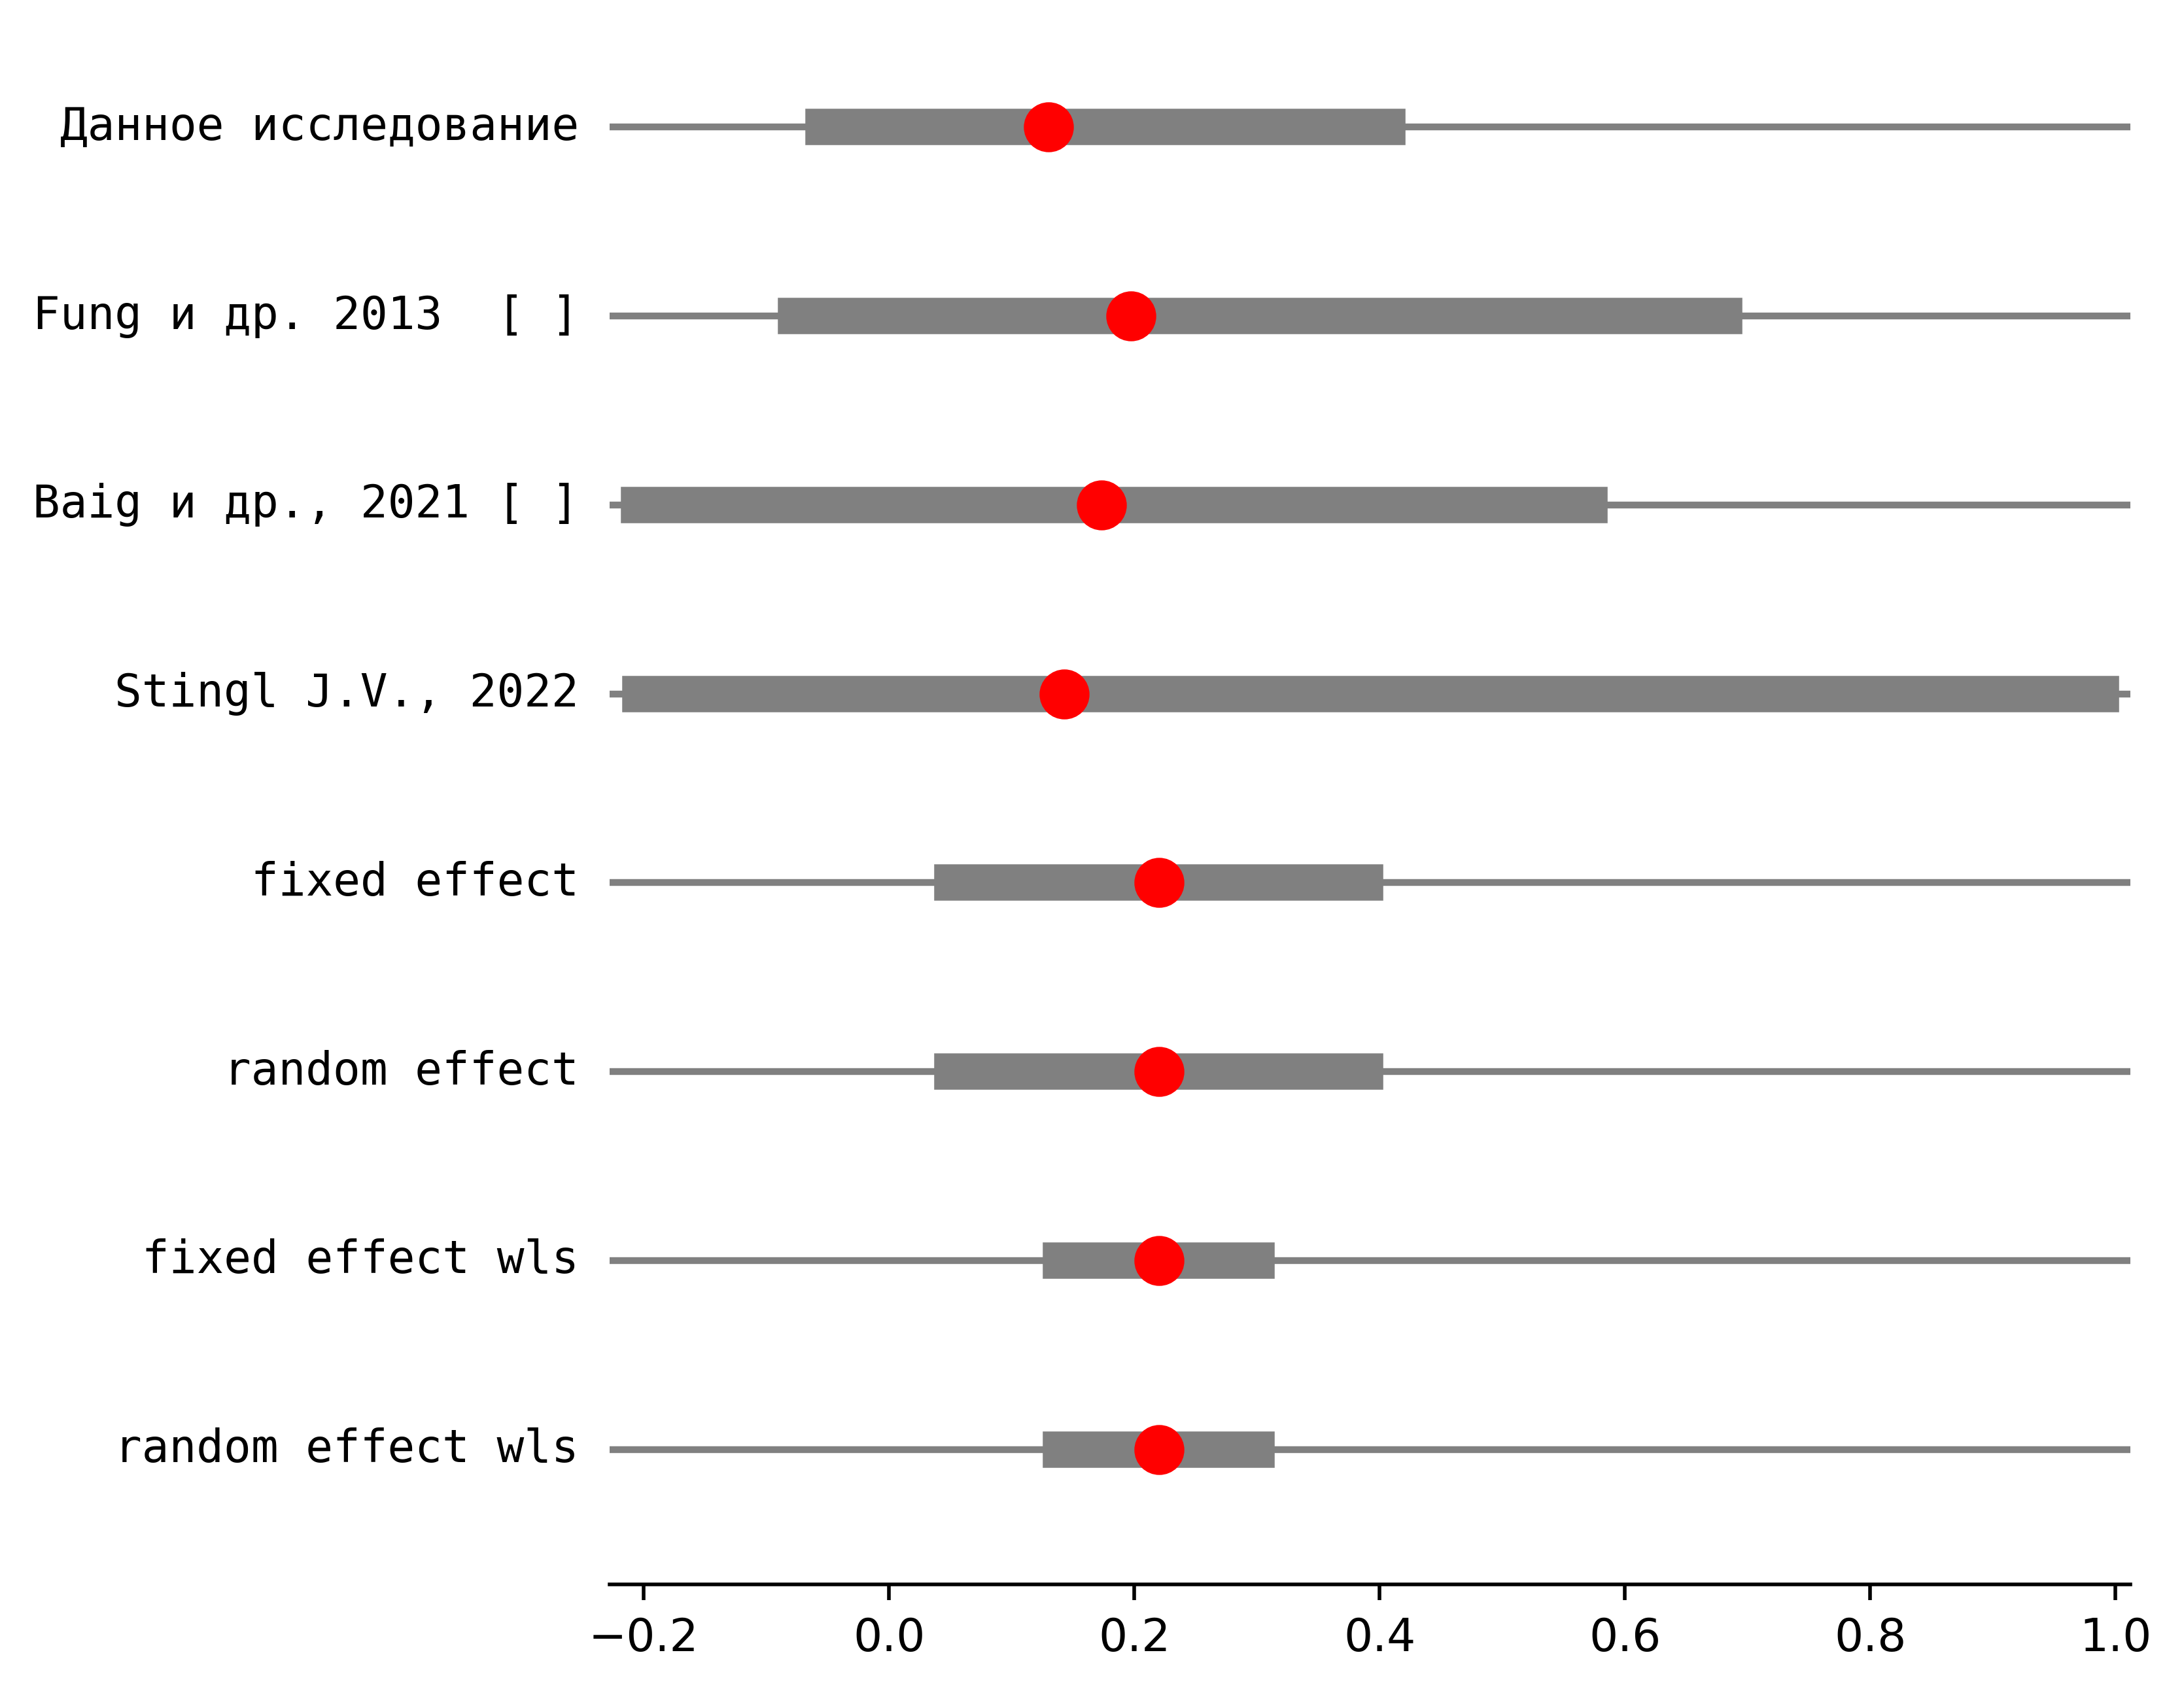 Данное исследование
Fung и др. 2013  [ ]
Baig и др., 2021 [ ]
Stingl J.V., 2022
fixed effect
random effect
fixed effect wls
random effect wls
−0.2 0.0 0.2 0.4 0.6 0.8 1.0